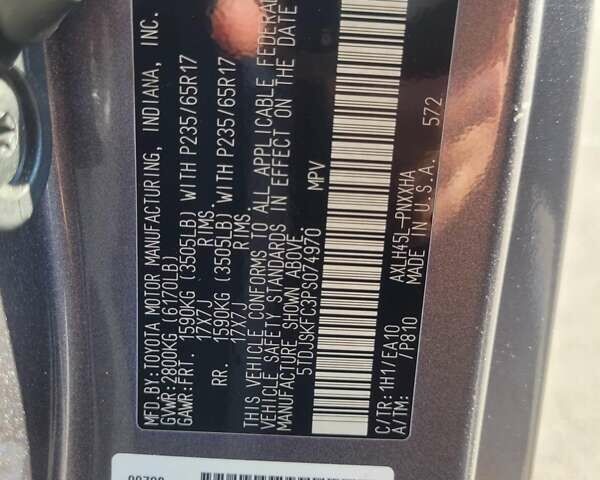 MFD.BY:TOYOTA MOTOR MANUFACTURING, INDIANA, INC.
GVWR:2800KG (6170LB)
GAWR:FRT. 1590KG (3505LB) WITH P235/65R17
17X7J RIMS.
RR. 1590KG (3505LB) WITH P235/65R17
17X7J RIMS.
THIS VEHICLE CONFORMS TO ALL APPLICABLE FEDERAL
VEHICLE SAFETY STANDARDS IN EFFECT ON THE DATE
MANUFACTURE SHOWN ABOVE.
5TDJSKFC3PS074970 MPV
C/TR: 1H1/EA10 AXLH45L-PNXXHA
A/TM: /P810 MADE IN U.S.A. 572